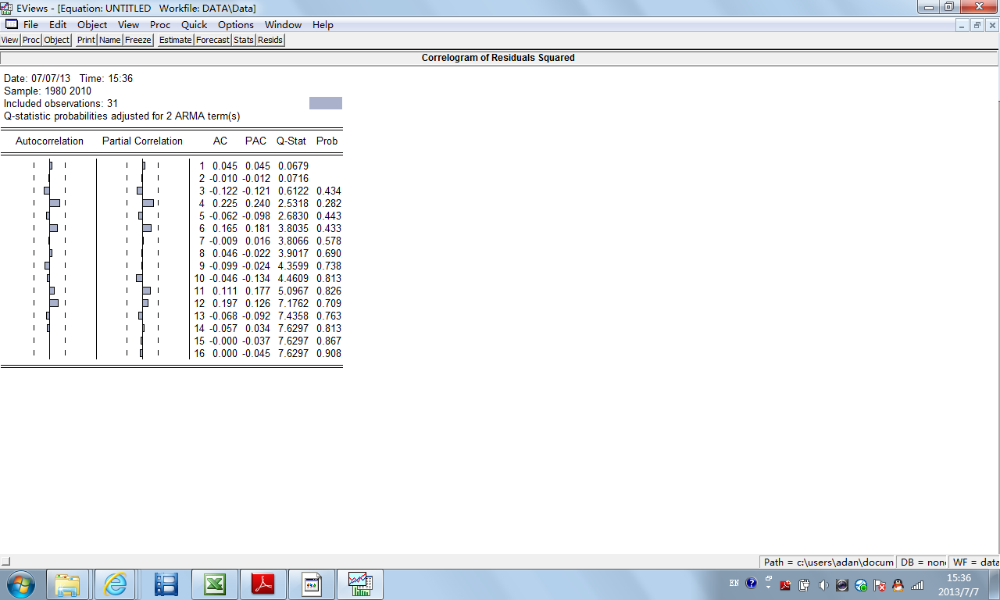 EViews - [Equation: UNTITLED   Workfile: DATA\Data]
File Edit Object View Proc Quick Options Window Help
View Proc Object Print Name Freeze Estimate Forecast Stats Resids
Correlogram of Residuals Squared
Date: 07/07/13   Time: 15:36
Sample: 1980 2010
Included observations: 31
Q-statistic probabilities adjusted for 2 ARMA term(s)
Autocorrelation Partial Correlation AC PAC Q-Stat Prob
1 0.045 0.045 0.0679
2 -0.010 -0.012 0.0716
3 -0.122 -0.121 0.6122 0.434
4 0.225 0.240 2.5318 0.282
5 -0.062 -0.098 2.6830 0.443
6 0.165 0.181 3.8035 0.433
7 -0.009 0.016 3.8066 0.578
8 0.046 -0.022 3.9017 0.690
9 -0.099 -0.024 4.3599 0.738
10 -0.046 -0.134 4.4609 0.813
11 0.111 0.177 5.0967 0.826
12 0.197 0.126 7.1762 0.709
13 -0.068 -0.092 7.4358 0.763
14 -0.057 0.034 7.6297 0.813
15 -0.000 -0.037 7.6297 0.867
16 0.000 -0.045 7.6297 0.908
Path = c:\users\adan\docum DB = none WF = data
EN 15:36
2013/7/7